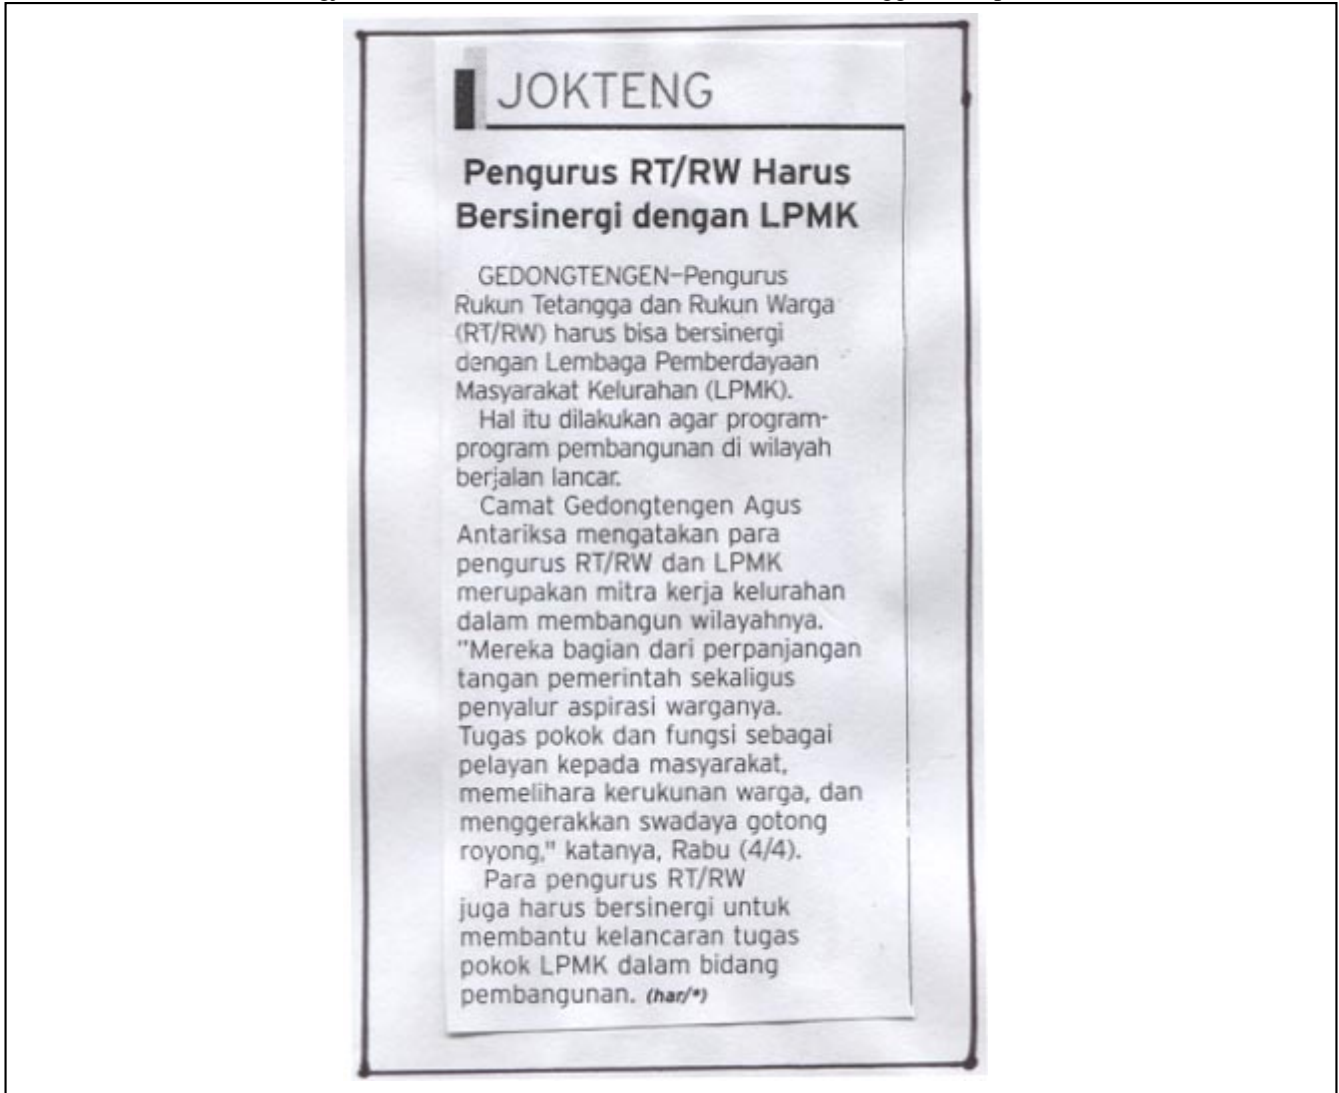 JOKTENG
Pengurus RT/RW Harus
Bersinergi dengan LPMK
GEDONGTENGEN–Pengurus
Rukun Tetangga dan Rukun Warga
(RT/RW) harus bisa bersinergi
dengan Lembaga Pemberdayaan
Masyarakat Kelurahan (LPMK).
Hal itu dilakukan agar program-
program pembangunan di wilayah
berjalan lancar.
Camat Gedongtengen Agus
Antariksa mengatakan para
pengurus RT/RW dan LPMK
merupakan mitra kerja kelurahan
dalam membangun wilayahnya.
"Mereka bagian dari perpanjangan
tangan pemerintah sekaligus
penyalur aspirasi warganya.
Tugas pokok dan fungsi sebagai
pelayan kepada masyarakat,
memelihara kerukunan warga, dan
menggerakkan swadaya gotong
royong," katanya, Rabu (4/4).
Para pengurus RT/RW
juga harus bersinergi untuk
membantu kelancaran tugas
pokok LPMK dalam bidang
pembangunan. (har/*)